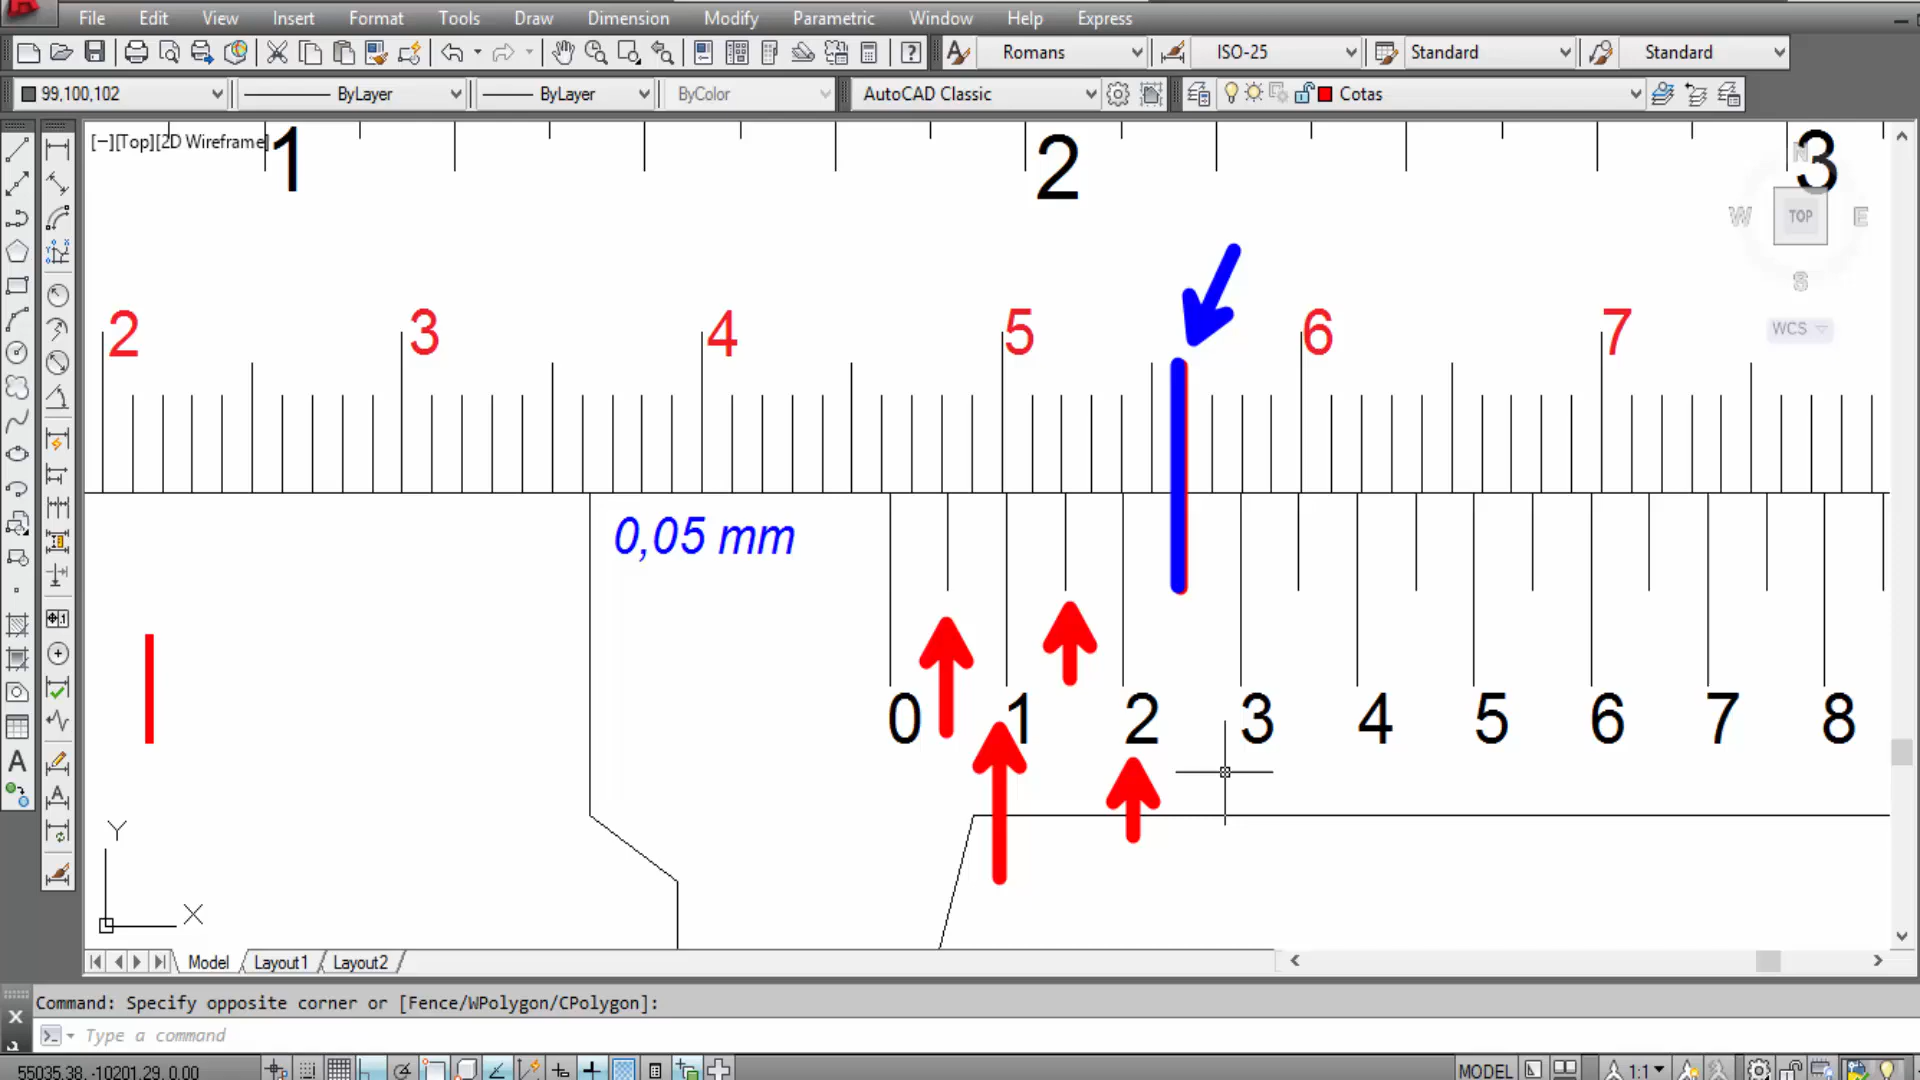 File Edit View Insert Format Tools Draw Dimension Modify Parametric Window Help Express
Romans ISO-25 Standard Standard
99,100,102 ByLayer ByLayer ByColor AutoCAD Classic Cotas
[−][Top][2D Wireframe]
1 2 3
N
W TOP E
S
WCS
2 3 4 5 6 7
0,05 mm
0 1 2 3 4 5 6 7 8
Y
X
Model Layout1 Layout2
Command: Specify opposite corner or [Fence/WPolygon/CPolygon]:
Type a command
55035.38, -10201.29, 0.00 MODEL 1:1